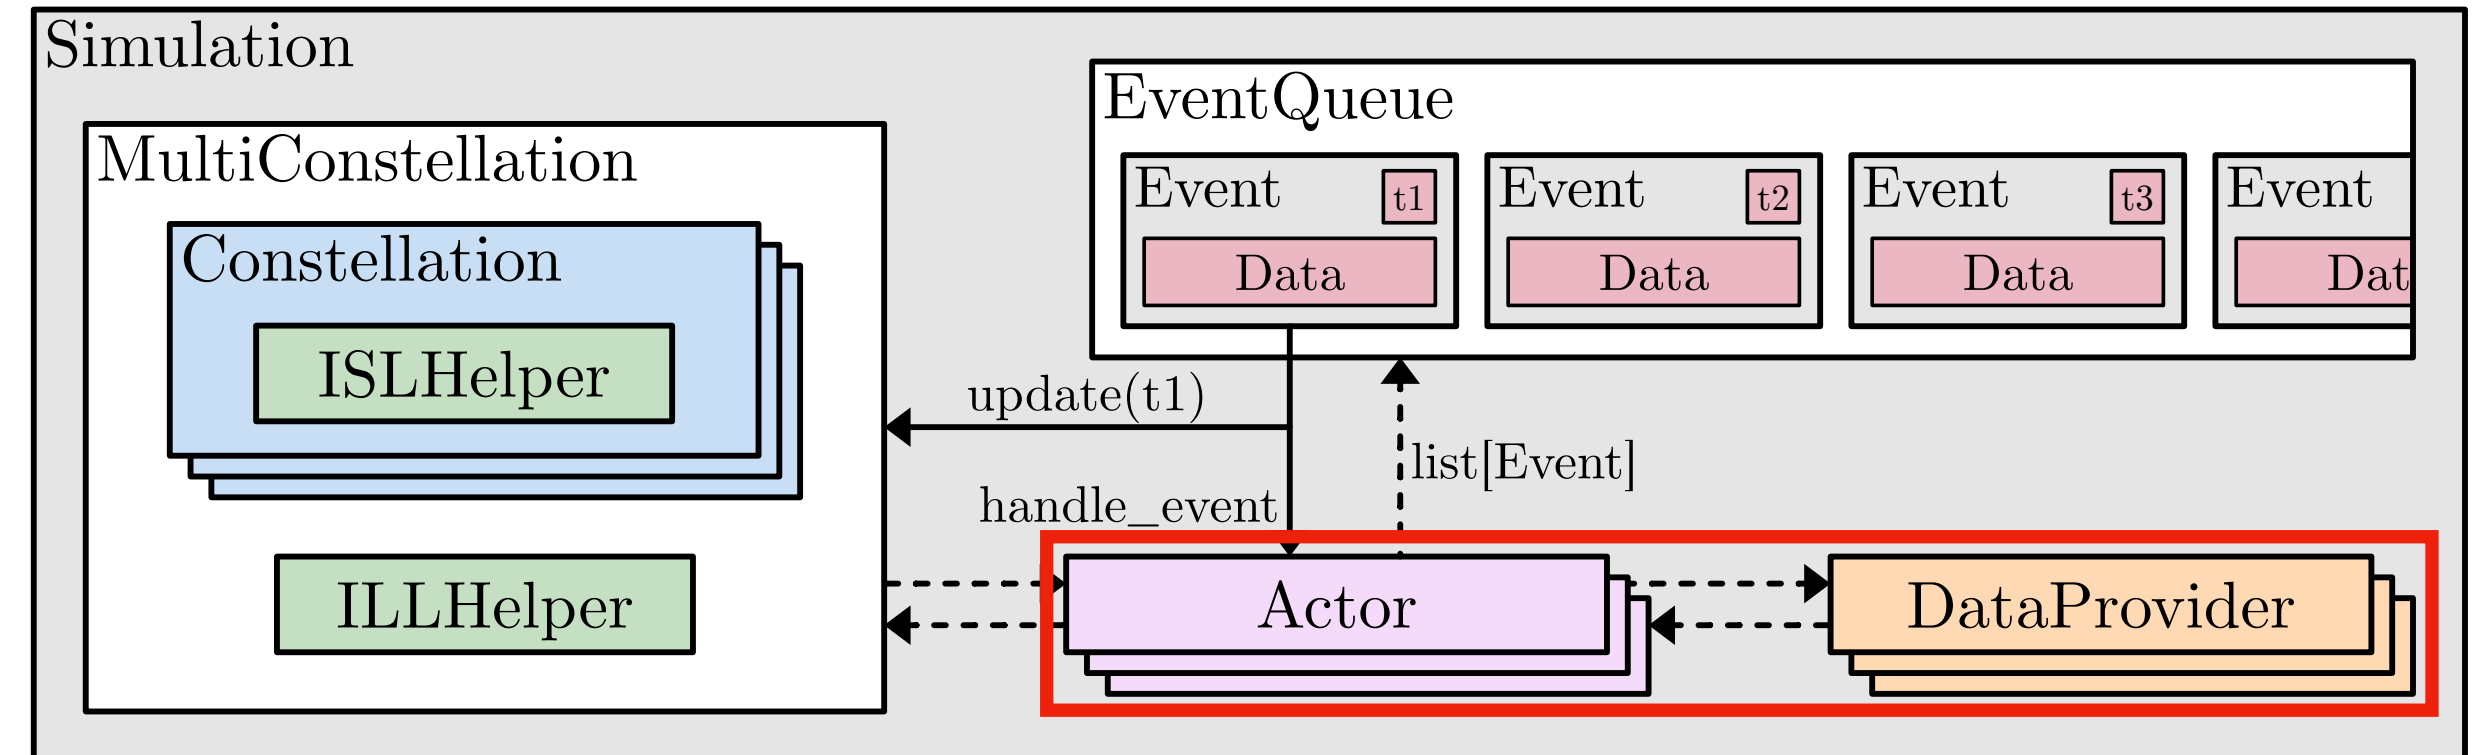 Simulation
MultiConstellation
Constellation
ISLHelper
ILLHelper
EventQueue
Event t1
Data
Event t2
Data
Event t3
Data
Event
Dat
update(t1)
list[Event]
handle_event
Actor
DataProvider